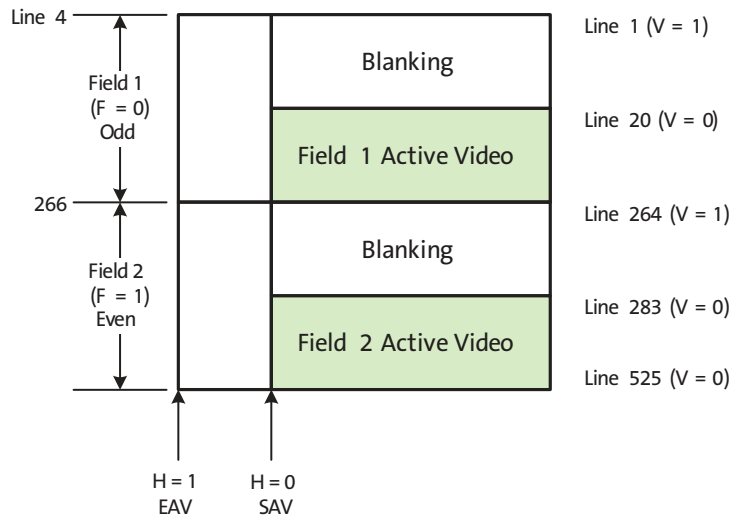 Line 4
Line 1 (V = 1)
Blanking
Field 1
(F = 0)
Odd
Line 20 (V = 0)
Field 1 Active Video
266
Line 264 (V = 1)
Blanking
Field 2
(F = 1)
Even
Line 283 (V = 0)
Field 2 Active Video
Line 525 (V = 0)
H = 1
EAV
H = 0
SAV